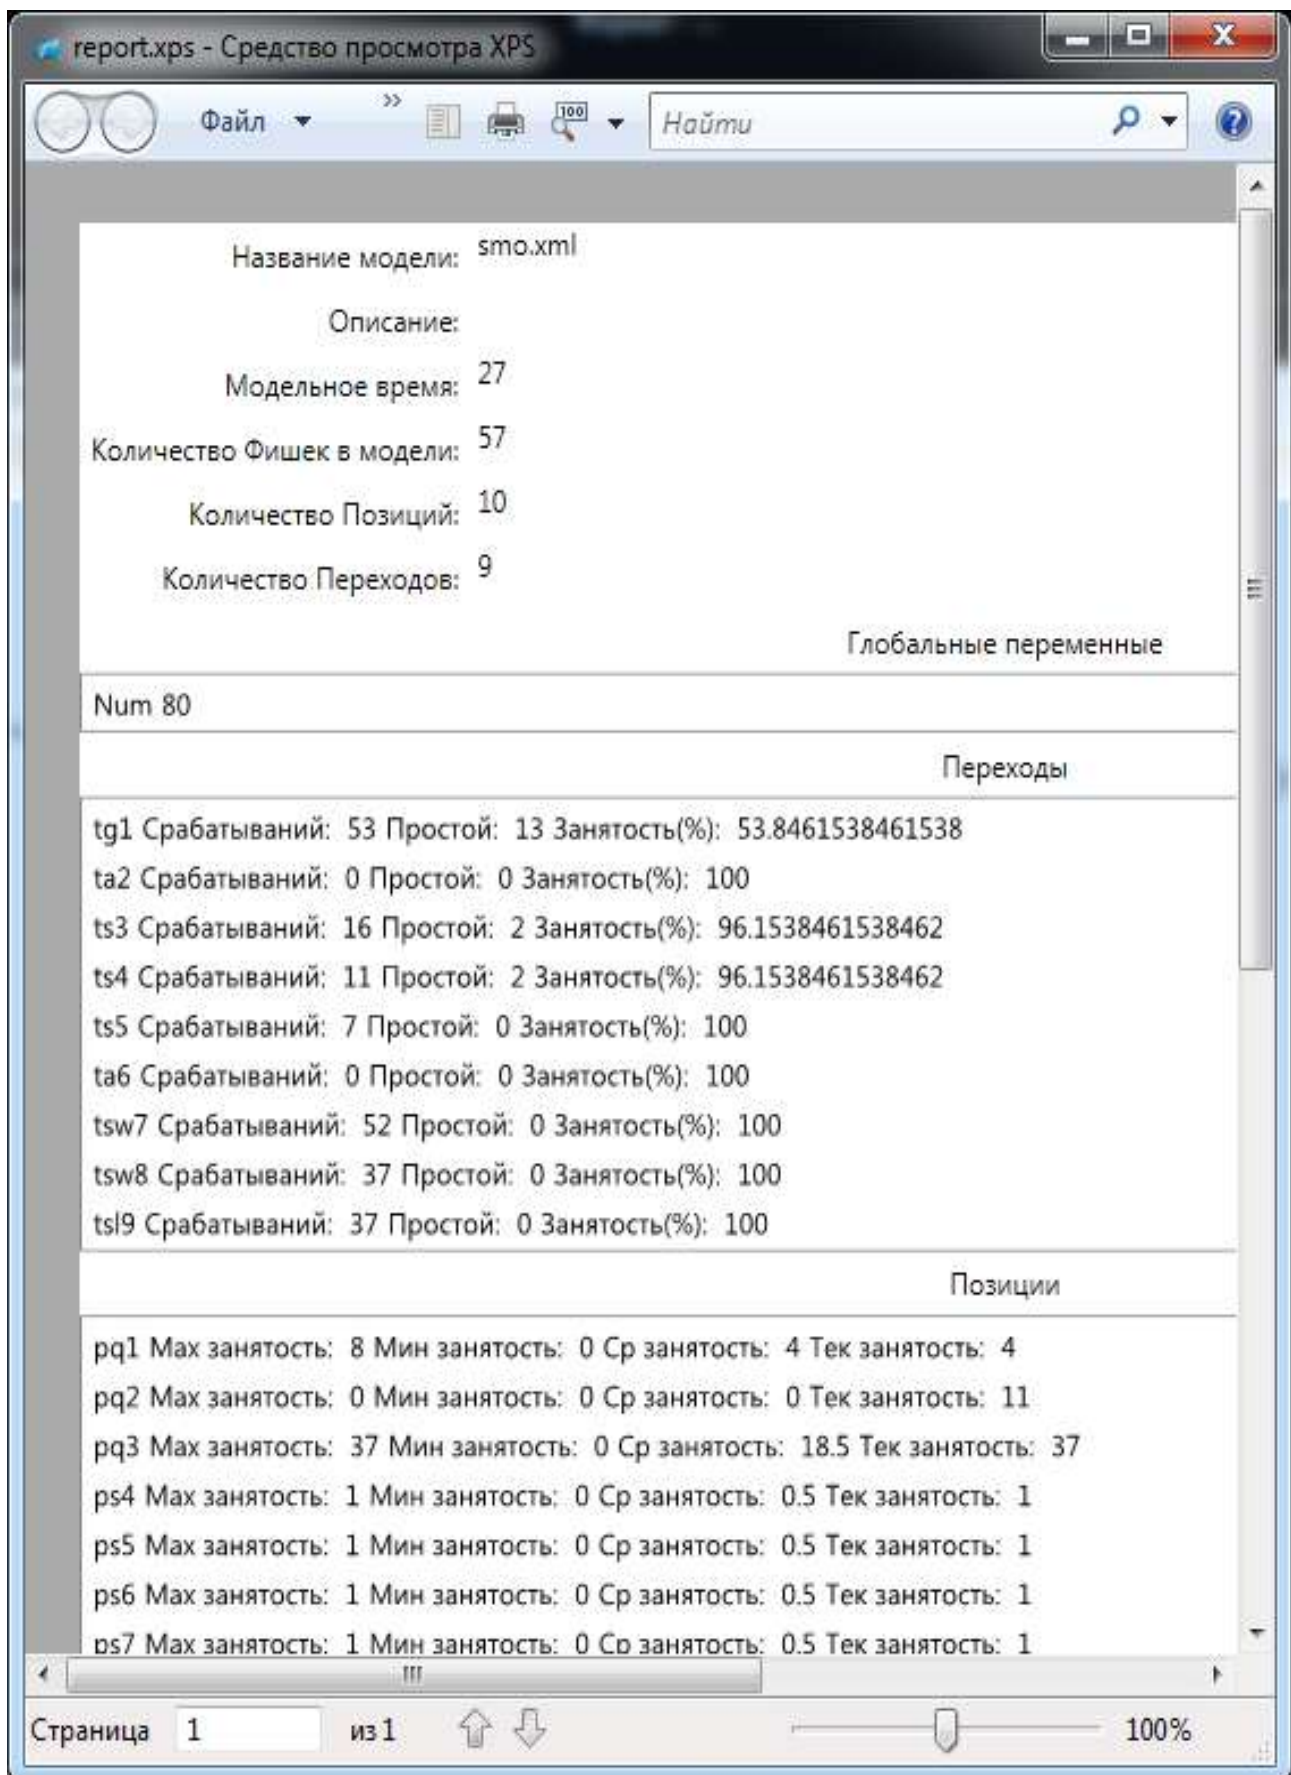 report.xps - Средство просмотра XPS
Файл » 100 Найти
Название модели: smo.xml
Описание:
Модельное время: 27
Количество Фишек в модели: 57
Количество Позиций: 10
Количество Переходов: 9
Глобальные переменные
Num 80
Переходы
tg1 Срабатываний: 53 Простой: 13 Занятость(%): 53.8461538461538
ta2 Срабатываний: 0 Простой: 0 Занятость(%): 100
ts3 Срабатываний: 16 Простой: 2 Занятость(%): 96.1538461538462
ts4 Срабатываний: 11 Простой: 2 Занятость(%): 96.1538461538462
ts5 Срабатываний: 7 Простой: 0 Занятость(%): 100
ta6 Срабатываний: 0 Простой: 0 Занятость(%): 100
tsw7 Срабатываний: 52 Простой: 0 Занятость(%): 100
tsw8 Срабатываний: 37 Простой: 0 Занятость(%): 100
tsl9 Срабатываний: 37 Простой: 0 Занятость(%): 100
Позиции
pq1 Мах занятость: 8 Мин занятость: 0 Ср занятость: 4 Тек занятость: 4
pq2 Мах занятость: 0 Мин занятость: 0 Ср занятость: 0 Тек занятость: 11
pq3 Мах занятость: 37 Мин занятость: 0 Ср занятость: 18.5 Тек занятость: 37
ps4 Мах занятость: 1 Мин занятость: 0 Ср занятость: 0.5 Тек занятость: 1
ps5 Мах занятость: 1 Мин занятость: 0 Ср занятость: 0.5 Тек занятость: 1
ps6 Мах занятость: 1 Мин занятость: 0 Ср занятость: 0.5 Тек занятость: 1
ps7 Мах занятость: 1 Мин занятость: 0 Ср занятость: 0.5 Тек занятость: 1
Страница 1 из 1 100%